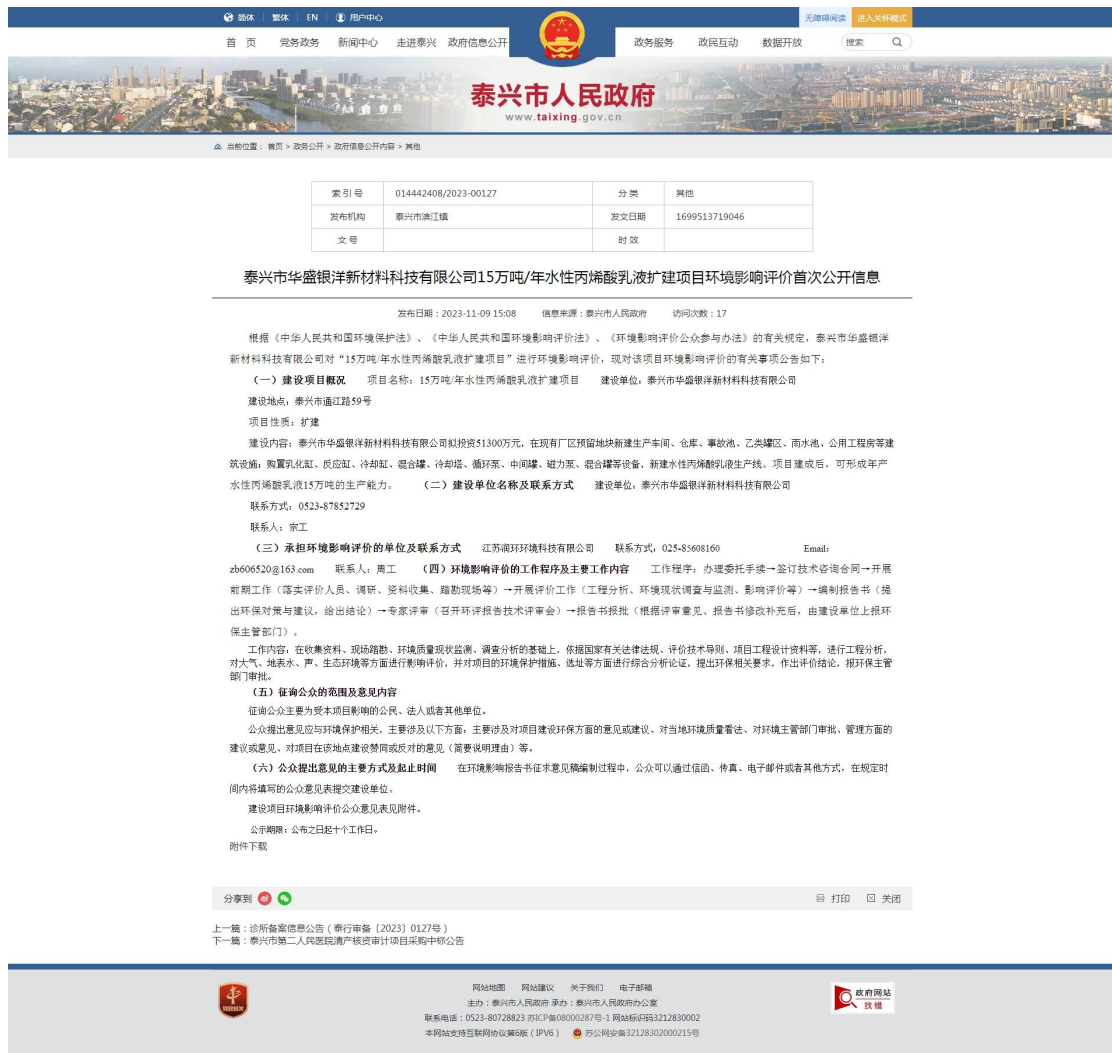 简体 | 繁体 | EN | 用户中心
无障碍阅读 进入关怀模式
首 页 党务政务 新闻中心 走进泰兴 政府信息公开 政务服务 政民互动 数据开放 搜索
泰兴市人民政府
www.taixing.gov.cn
当前位置： 首页 > 政务公开 > 政府信息公开内容 > 其他
索 引 号 014442408/2023-00127 分 类 其他
发布机构 泰兴市滨江镇 发文日期 1699513719046
文 号 时 效
泰兴市华盛银洋新材料科技有限公司15万吨/年水性丙烯酸乳液扩建项目环境影响评价首次公开信息
发布日期：2023-11-09 15:08 信息来源：泰兴市人民政府 访问次数：17
根据《中华人民共和国环境保护法》、《中华人民共和国环境影响评价法》、《环境影响评价公众参与办法》的有关规定，泰兴市华盛银洋
新材料科技有限公司对“15万吨/年水性丙烯酸乳液扩建项目”进行环境影响评价，现对该项目环境影响评价的有关事项公告如下：
（一）建设项目概况 项目名称：15万吨/年水性丙烯酸乳液扩建项目 建设单位：泰兴市华盛银洋新材料科技有限公司
建设地点：泰兴市通江路59号
项目性质：扩建
建设内容：泰兴市华盛银洋新材料科技有限公司拟投资51300万元，在现有厂区预留地块新建生产车间、仓库、事故池、乙类罐区、雨水池、公用工程房等建
筑设施；购置乳化缸、反应缸、冷却缸、混合罐、冷却塔、循环泵、中间罐、磁力泵、混合罐等设备，新建水性丙烯酸乳液生产线。项目建成后，可形成年产
水性丙烯酸乳液15万吨的生产能力。 （二）建设单位名称及联系方式 建设单位：泰兴市华盛银洋新材料科技有限公司
联系方式：0523-87852729
联系人：宗工
（三）承担环境影响评价的单位及联系方式 江苏润环环境科技有限公司 联系方式：025-85608160 Email:
zb606520@163.com 联系人：周工 （四）环境影响评价的工作程序及主要工作内容 工作程序：办理委托手续→签订技术咨询合同→开展
前期工作（落实评价人员、调研、资料收集、踏勘现场等）→开展评价工作（工程分析、环境现状调查与监测、影响评价等）→编制报告书（提
出环保对策与建议，给出结论）→专家评审（召开环评报告技术评审会）→报告书报批（根据评审意见、报告书修改补充后，由建设单位上报环
保主管部门）。
工作内容：在收集资料、现场踏勘、环境质量现状监测、调查分析的基础上，依据国家有关法律法规、评价技术导则、项目工程设计资料等，进行工程分析，
对大气、地表水、声、生态环境等方面进行影响评价，并对项目的环境保护措施、选址等方面进行综合分析论证，提出环保相关要求，作出评价结论，报环保主管
部门审批。
（五）征询公众的范围及意见内容
征询公众主要为受本项目影响的公民、法人或者其他单位。
公众提出意见应与环境保护相关，主要涉及以下方面：主要涉及对项目建设环保方面的意见或建议、对当地环境质量看法、对环境主管部门审批、管理方面的
建议或意见、对项目在该地点建设赞同或反对的意见（简要说明理由）等。
（六）公众提出意见的主要方式及起止时间 在环境影响报告书征求意见稿编制过程中，公众可以通过信函、传真、电子邮件或者其他方式，在规定时
间内将填写的公众意见表提交建设单位。
建设项目环境影响评价公众意见表见附件。
公示期限：公布之日起十个工作日。
附件下载
分享到 打印 关闭
上一篇：诊所备案信息公告（泰行审备〔2023〕0127号）
下一篇：泰兴市第二人民医院清产核资审计项目采购中标公告
网站地图 网站建议 关于我们 电子邮箱
主办：泰兴市人民政府 承办：泰兴市人民政府办公室
联系电话：0523-80728823 苏ICP备08000287号-1 网站标识码3212830002
本网站支持互联网协议第6版（IPV6） 苏公网安备32128302000215号
党政机关
政府网站
找错